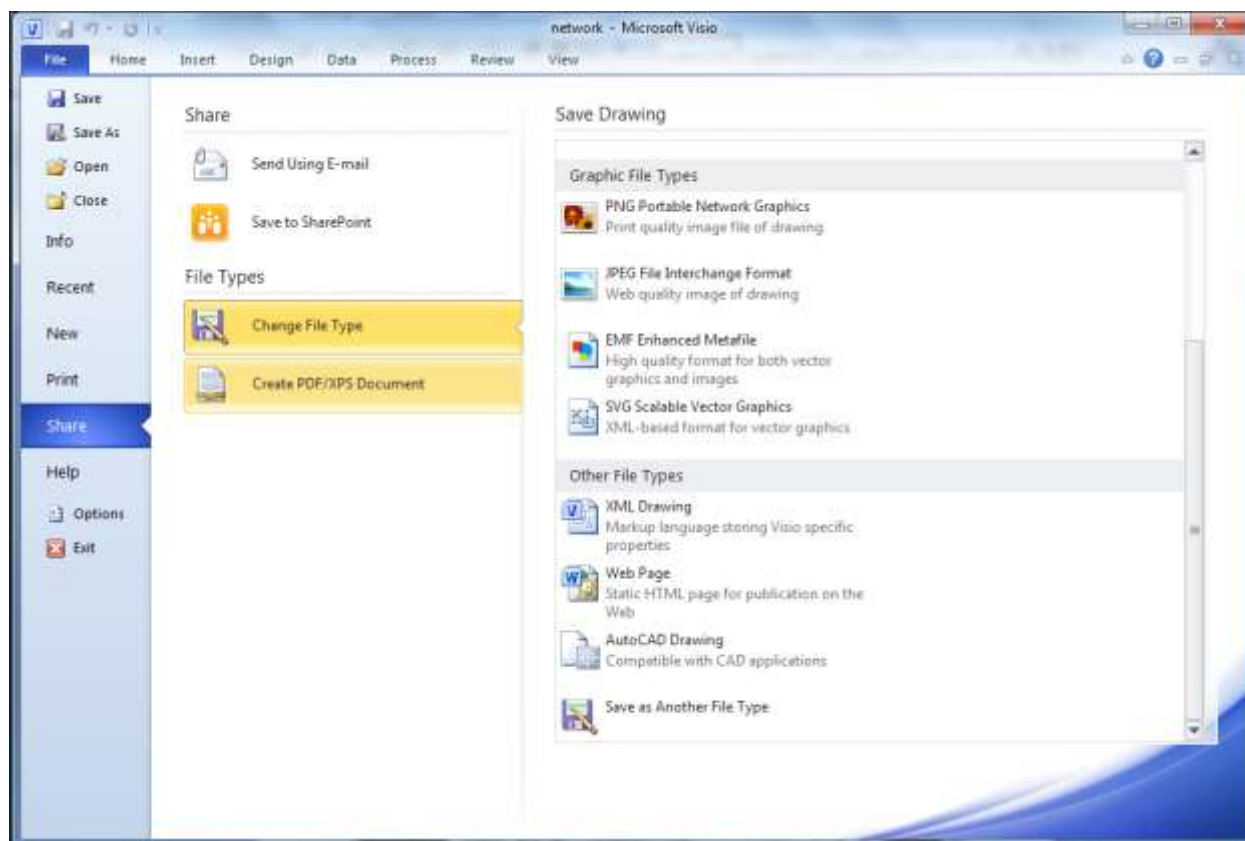 network - Microsoft Visio
File Home Insert Design Data Process Review View
Save
Save As
Open
Close
Info
Recent
New
Print
Share
Help
Options
Exit
Share
Send Using E-mail
Save to SharePoint
File Types
Change File Type
Create PDF/XPS Document
Save Drawing
Graphic File Types
PNG Portable Network Graphics
Print quality image file of drawing
JPEG File Interchange Format
Web quality image of drawing
EMF Enhanced Metafile
High quality format for both vector
graphics and images
SVG Scalable Vector Graphics
XML-based format for vector graphics
Other File Types
XML Drawing
Markup language storing Visio specific
properties
Web Page
Static HTML page for publication on the
Web
AutoCAD Drawing
Compatible with CAD applications
Save as Another File Type